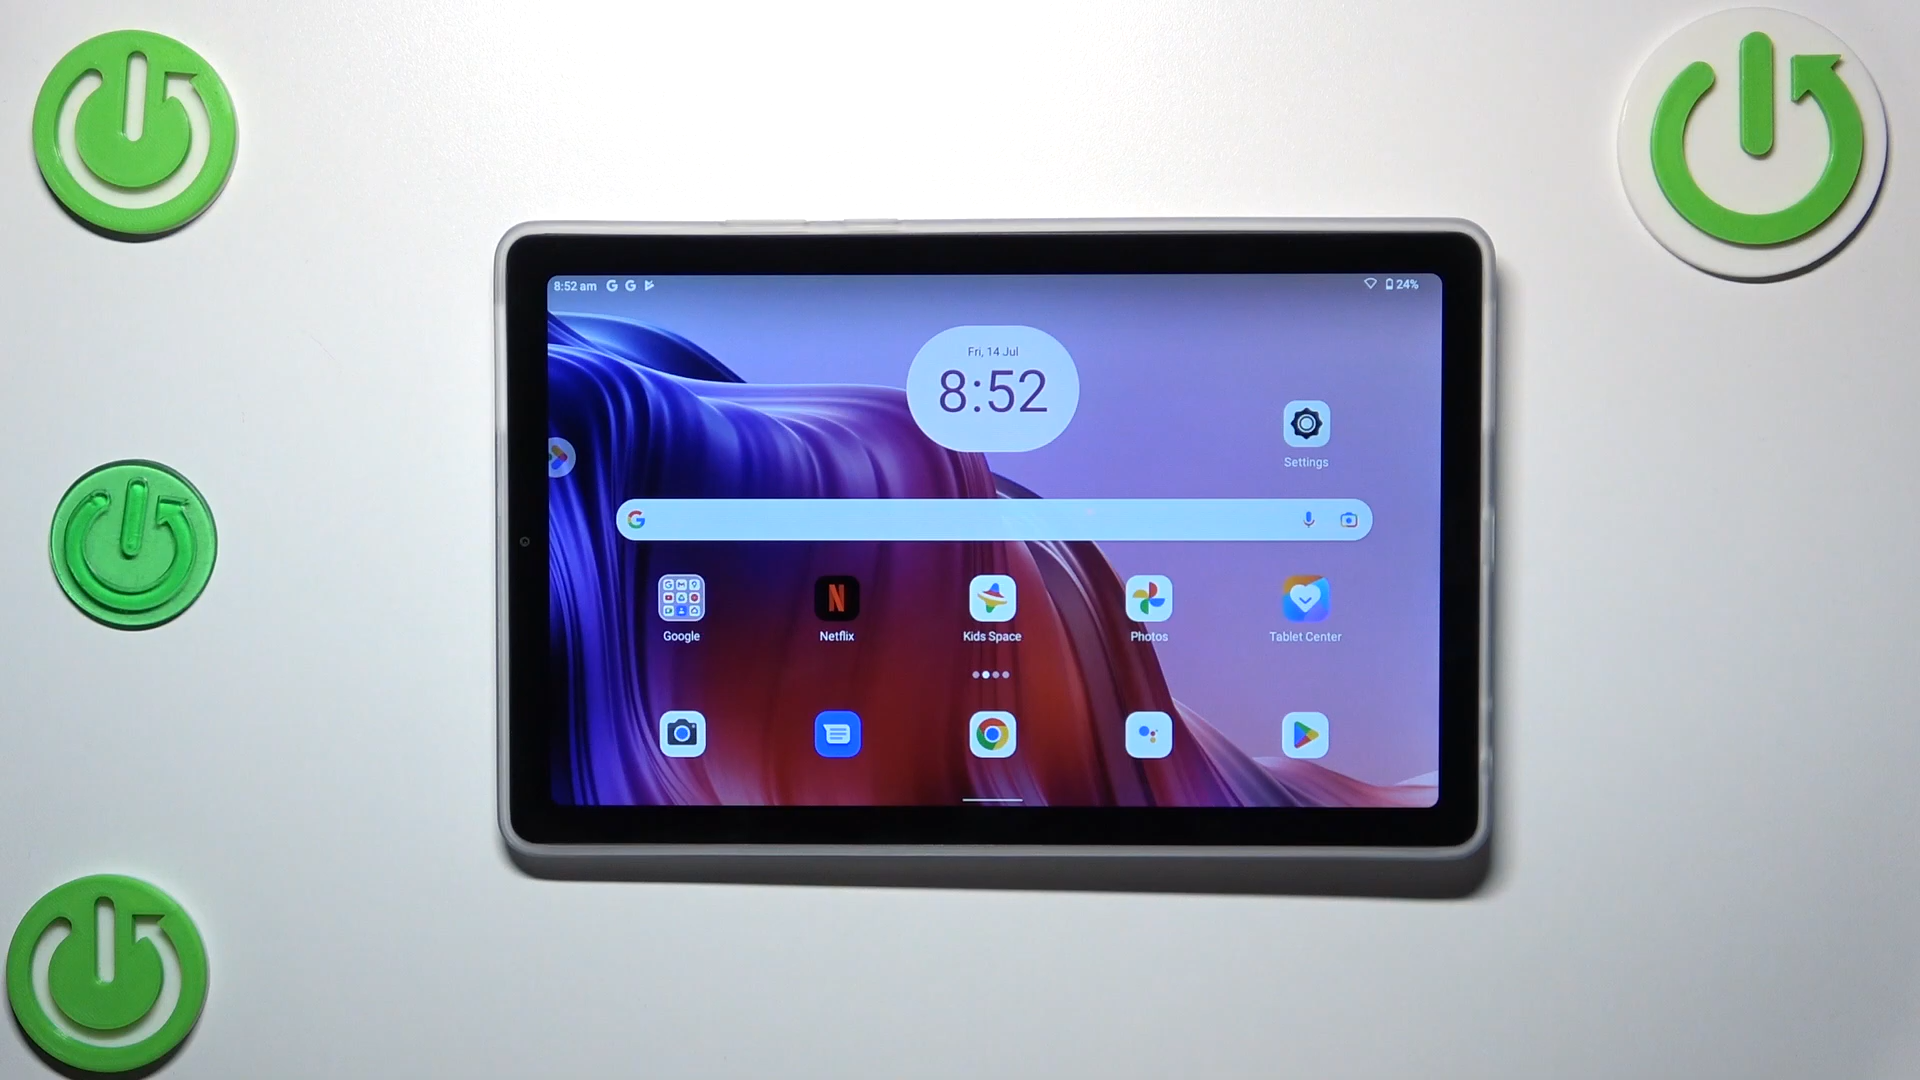 8:52 am
24%
Fri, 14 Jul
8:52
Settings
Google
Netflix
Kids Space
Photos
Tablet Center